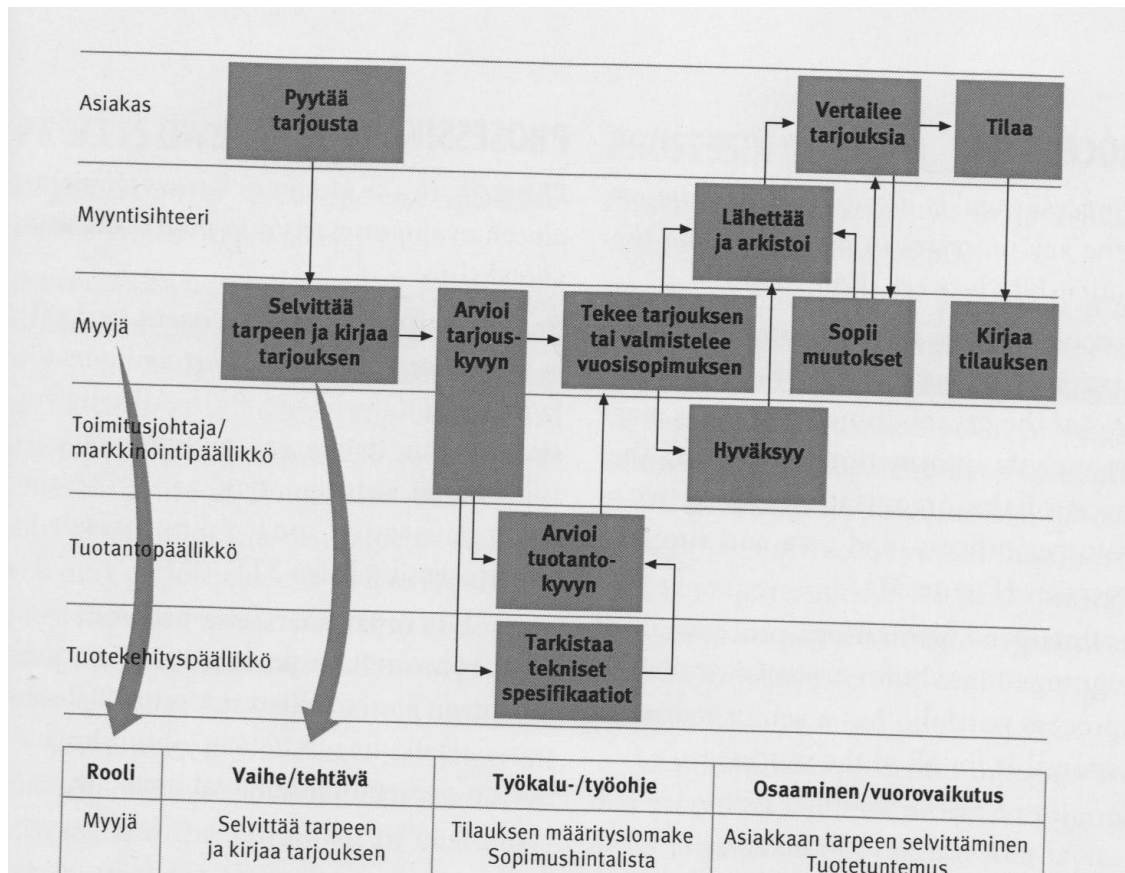 Asiakas
Pyytää
tarjousta
Vertailee
tarjouksia
Tilaa
Myyntisihteeri
Lähettää
ja arkistoi
Myyjä
Selvittää
tarpeen ja kirjaa
tarjouksen
Arvioi
tarjous-
kyvyn
Tekee tarjouksen
tai valmistelee
vuosisopimuksen
Sopii
muutokset
Kirjaa
tilauksen
Toimitusjohtaja/
markkinointipäällikkö
Hyväksyy
Tuotantopäällikkö
Arvioi
tuotanto-
kyvyn
Tuotekehityspäällikkö
Tarkistaa
tekniset
spesifikaatiot
Rooli
Vaihe/tehtävä
Työkalu-/työohje
Osaaminen/vuorovaikutus
Myyjä
Selvittää tarpeen
ja kirjaa tarjouksen
Tilauksen määrityslomake
Sopimushintalista
Asiakkaan tarpeen selvittäminen
Tuotetuntemus